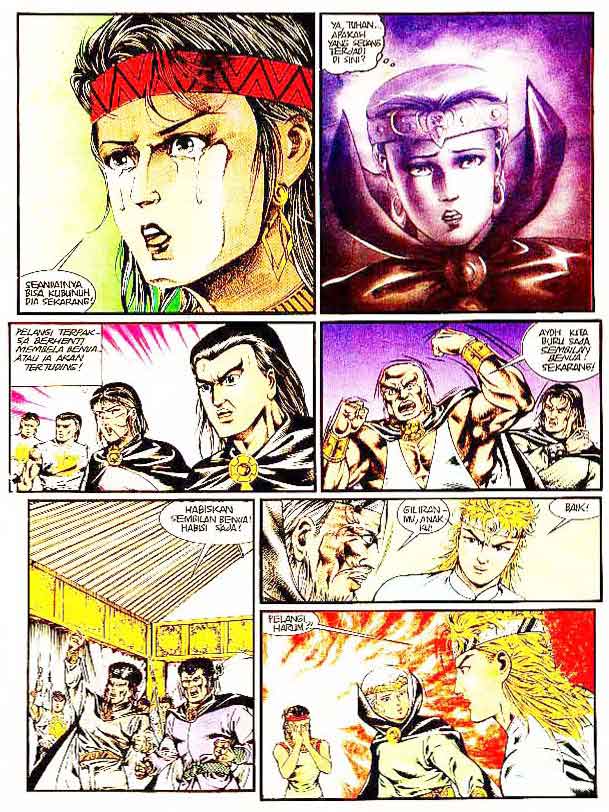 SEANDAINYA
BISA KUBUNUH
DIA SEKARANG!
YA, TUHAN.
APAKAH
YANG SEDANG
TERJADI
DI SINI?
PELANGI TERPAK-
SA BERHENTI
MEMBELA BENUA.
ATAU IA AKAN
TERTUDING!
AYOH KITA
BURU SAJA
SEMBILAN
BENUA!
SEKARANG!
HABISKAN
SEMBILAN BENUA!
HABISI SAJA!
GILIRAN-
MU, ANAK
KU!
BAIK!
PELANGI
HARUM?!